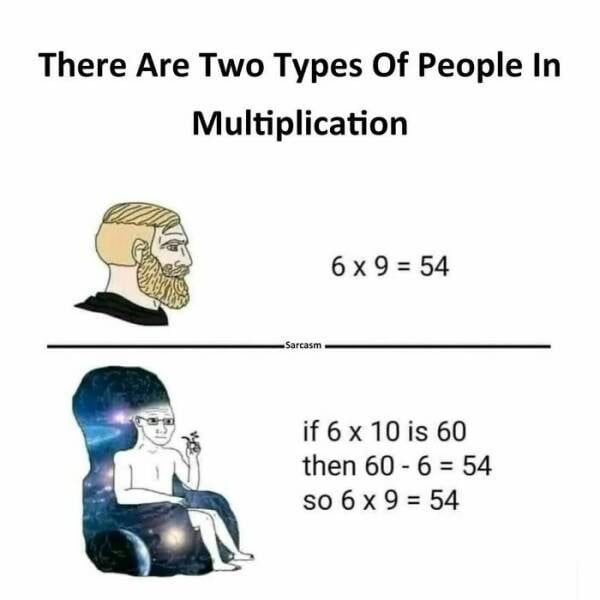 There Are Two Types Of People In
Multiplication
6 x 9 = 54
Sarcasm
if 6 x 10 is 60
then 60 - 6 = 54
so 6 x 9 = 54